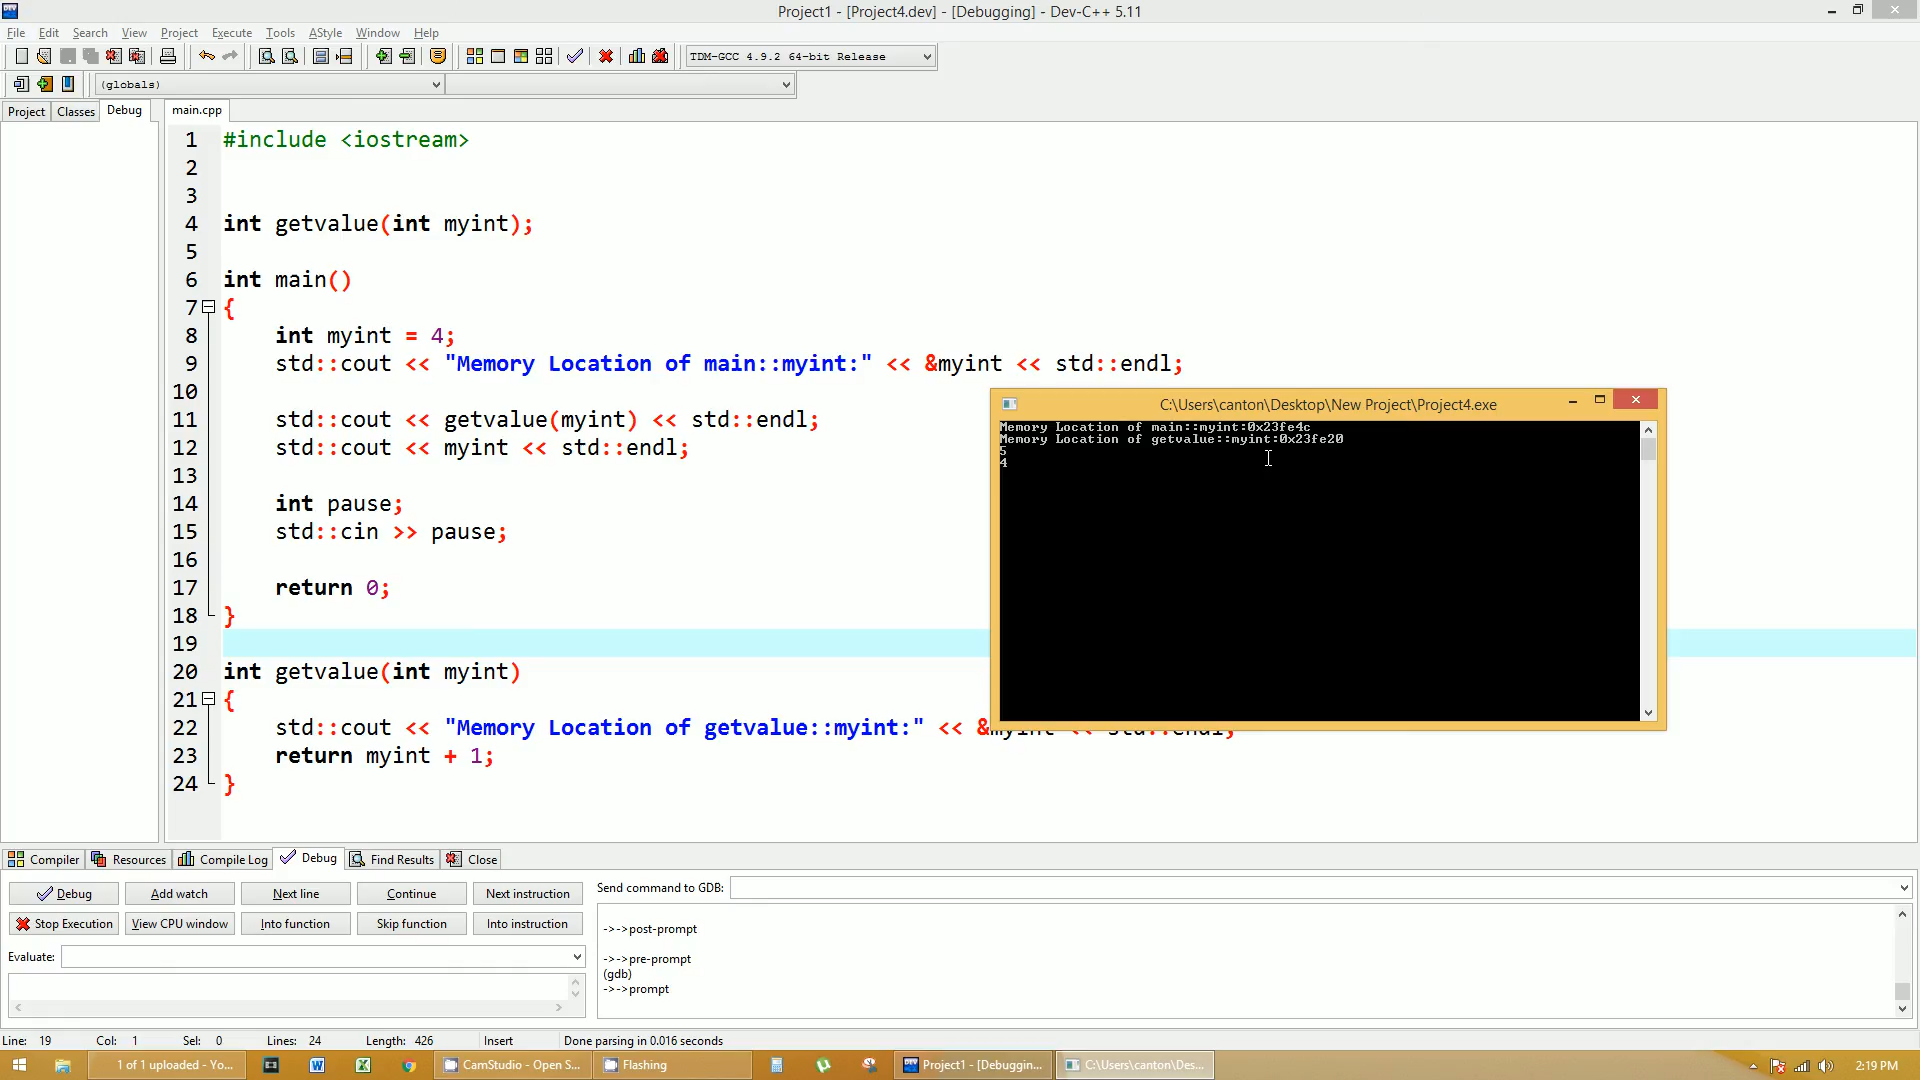 Project1 - [Project4.dev] - [Debugging] - Dev-C++ 5.11
File Edit Search View Project Execute Tools AStyle Window Help
TDM-GCC 4.9.2 64-bit Release
(globals)
Project Classes Debug main.cpp
1 #include <iostream>
2
3
4 int getvalue(int myint);
5
6 int main()
7 {
8 int myint = 4;
9 std::cout << "Memory Location of main::myint:" << &myint << std::endl;
10
11 std::cout << getvalue(myint) << std::endl;
12 std::cout << myint << std::endl;
13
14 int pause;
15 std::cin >> pause;
16
17 return 0;
18 }
19
20 int getvalue(int myint)
21 {
22 std::cout << "Memory Location of getvalue::myint:" << &myint << std::endl;
23 return myint + 1;
24 }
C:\Users\canton\Desktop\New Project\Project4.exe
Memory Location of main::myint:0x23fe4c
Memory Location of getvalue::myint:0x23fe20
5
4
Compiler Resources Compile Log Debug Find Results Close
Debug Add watch Next line Continue Next instruction
Stop Execution View CPU window Into function Skip function Into instruction
Evaluate:
Send command to GDB:
->->post-prompt
->->pre-prompt
(gdb)
->->prompt
Line: 19 Col: 1 Sel: 0 Lines: 24 Length: 426 Insert Done parsing in 0.016 seconds
1 of 1 uploaded - Yo... CamStudio - Open S... Flashing Project1 - [Debuggin... C:\Users\canton\Des... 2:19 PM